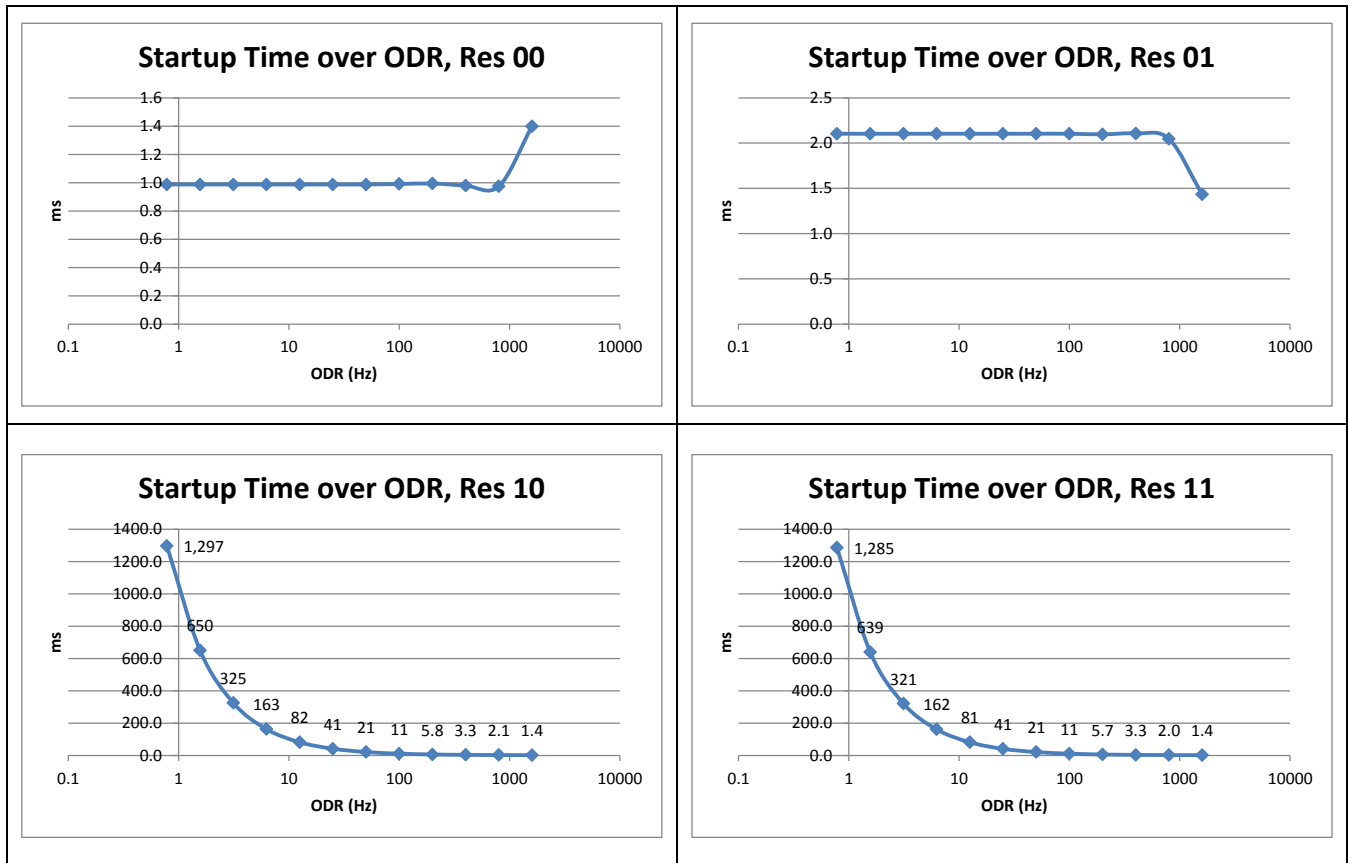 Startup Time over ODR, Res 00
1.6
1.4
1.2
1.0
0.8
0.6
0.4
0.2
0.0
ms
0.1 1 10 100 1000 10000
ODR (Hz)
Startup Time over ODR, Res 01
2.5
2.0
1.5
1.0
0.5
0.0
ms
0.1 1 10 100 1000 10000
ODR (Hz)
Startup Time over ODR, Res 10
1400.0
1200.0
1000.0
800.0
600.0
400.0
200.0
0.0
ms
1,297
650
325
163
82 41 21 11 5.8 3.3 2.1 1.4
0.1 1 10 100 1000 10000
ODR (Hz)
Startup Time over ODR, Res 11
1400.0
1200.0
1000.0
800.0
600.0
400.0
200.0
0.0
ms
1,285
639
321
162
81 41 21 11 5.7 3.3 2.0 1.4
0.1 1 10 100 1000 10000
ODR (Hz)